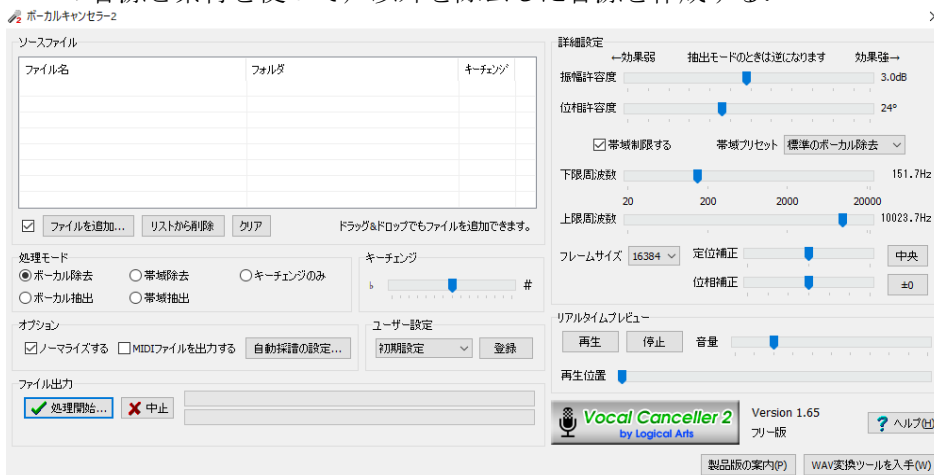 ボーカルキャンセラー2
ソースファイル
ファイル名 フォルダ キーチェンジ
ファイルを追加... リストから削除 クリア ドラッグ&ドロップでもファイルを追加できます。
処理モード
ボーカル除去 帯域除去 キーチェンジのみ
ボーカル抽出 帯域抽出
キーチェンジ
♭ #
オプション
ノーマライズする MIDIファイルを出力する 自動採譜の設定...
ユーザー設定
初期設定 登録
ファイル出力
処理開始... 中止
詳細設定
←効果弱 抽出モードのときは逆になります 効果強→
振幅許容度 3.0dB
位相許容度 24°
帯域制限する 帯域プリセット 標準のボーカル除去
下限周波数 151.7Hz
20 200 2000 20000
上限周波数 10023.7Hz
フレームサイズ 16384 定位補正 中央
位相補正 ±0
リアルタイムプレビュー
再生 停止 音量
再生位置
Vocal Canceller 2
by Logical Arts
Version 1.65
フリー版
ヘルプ(H)
製品版の案内(P) WAV変換ツールを入手(W)